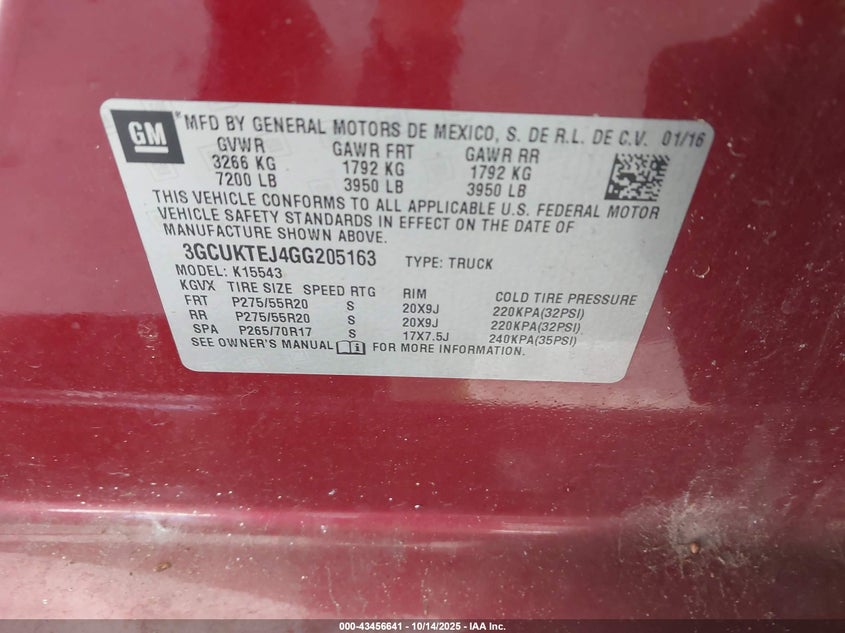 GM
* MFD BY GENERAL MOTORS DE MEXICO, S. DE R.L. DE C.V. 01/16
GVWR GAWR FRT GAWR RR
3266 KG 1792 KG 1792 KG
7200 LB 3950 LB 3950 LB
THIS VEHICLE CONFORMS TO ALL APPLICABLE U.S. FEDERAL MOTOR
VEHICLE SAFETY STANDARDS IN EFFECT ON THE DATE OF
MANUFACTURE SHOWN ABOVE.
3GCUKTEJ4GG205163 TYPE: TRUCK
MODEL: K15543
KGVX TIRE SIZE SPEED RTG RIM COLD TIRE PRESSURE
FRT P275/55R20 S 20X9J 220KPA(32PSI)
RR P275/55R20 S 20X9J 220KPA(32PSI)
SPA P265/70R17 S 17X7.5J 240KPA(35PSI)
SEE OWNER'S MANUAL FOR MORE INFORMATION.
000-43456641 - 10/14/2025 - IAA Inc.